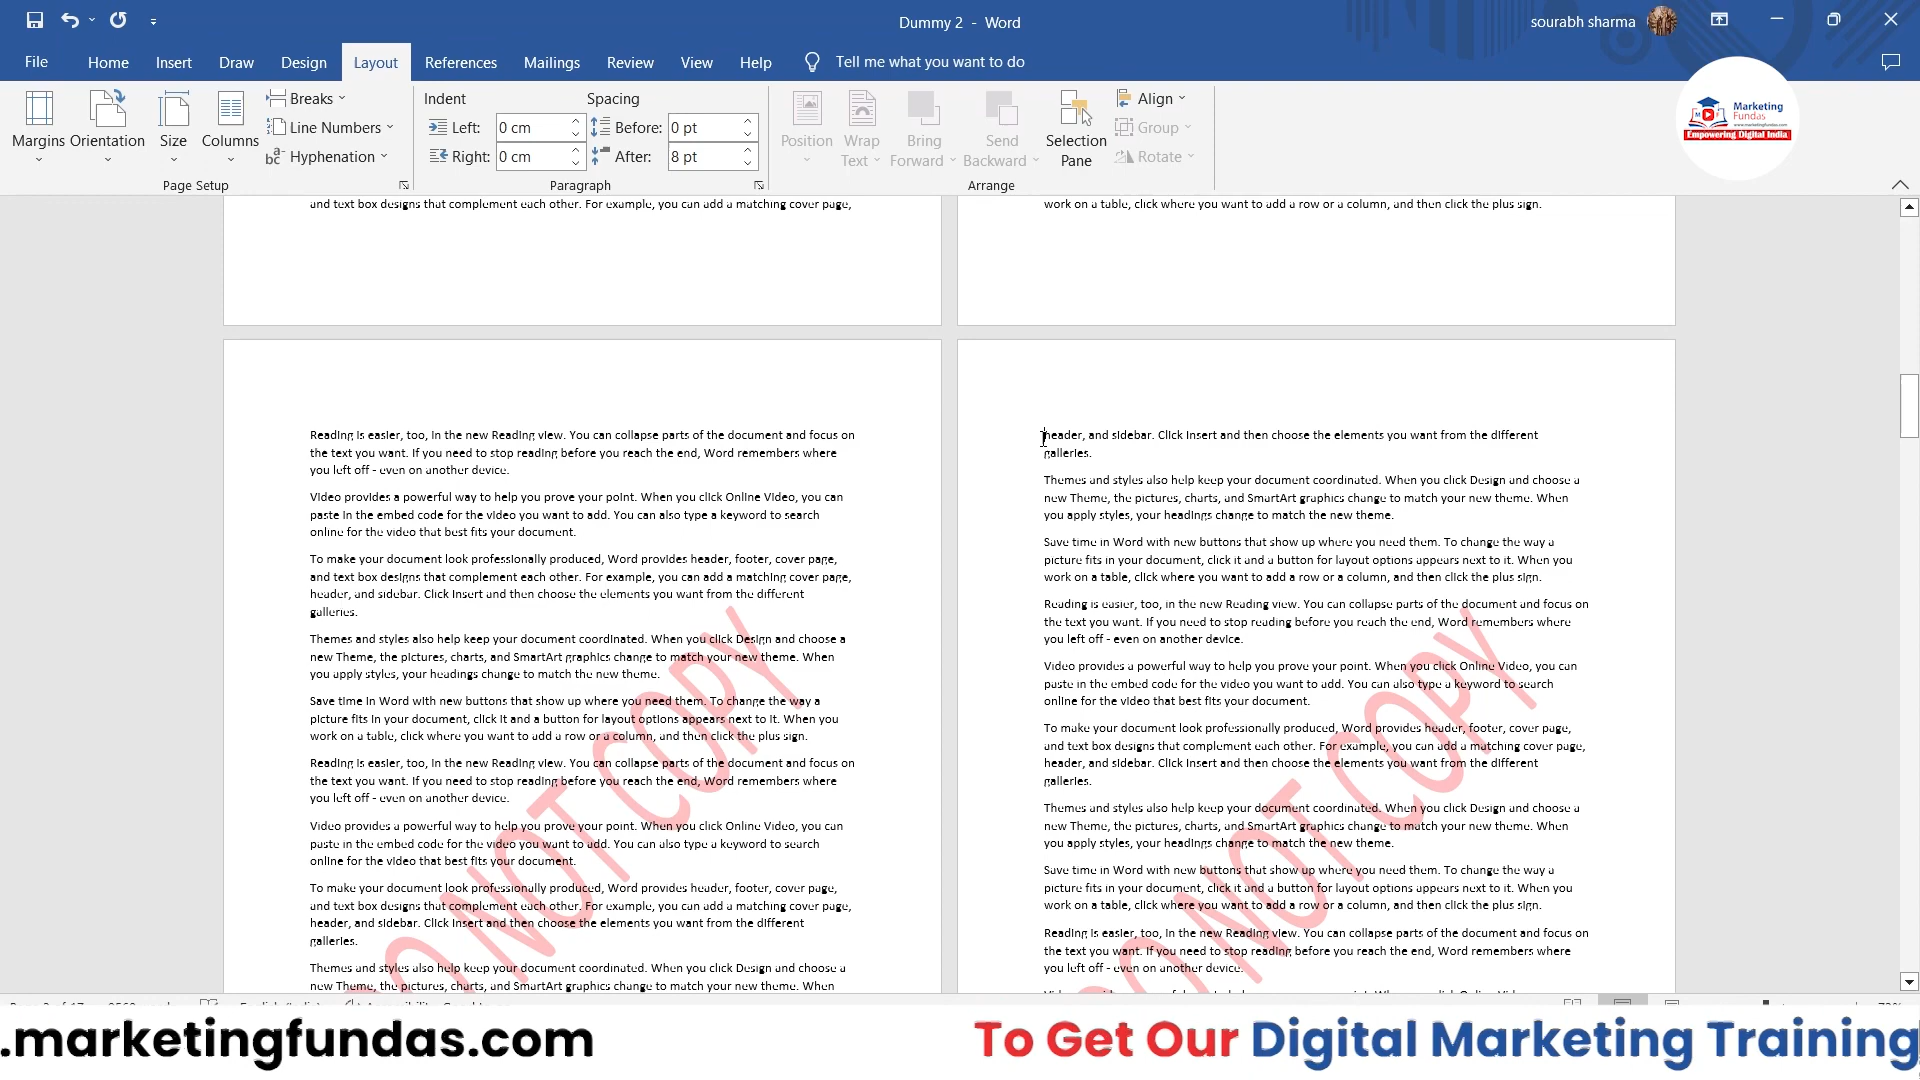 Dummy 2 - Word
sourabh sharma
File Home Insert Draw Design Layout References Mailings Review View Help Tell me what you want to do
Margins Orientation Size Columns
Breaks
Line Numbers
Hyphenation
Page Setup
Indent Spacing
Left: 0 cm Before: 0 pt
Right: 0 cm After: 8 pt
Paragraph
Position Wrap Text Bring Forward Send Backward Selection Pane
Align
Group
Rotate
Arrange
Marketing
Fundas
Empowering Digital India
and text box designs that complement each other. For example, you can add a matching cover page,
work on a table, click where you want to add a row or a column, and then click the plus sign.
Reading is easier, too, in the new Reading view. You can collapse parts of the document and focus on
the text you want. If you need to stop reading before you reach the end, Word remembers where
you left off - even on another device.
Video provides a powerful way to help you prove your point. When you click Online Video, you can
paste in the embed code for the video you want to add. You can also type a keyword to search
online for the video that best fits your document.
To make your document look professionally produced, Word provides header, footer, cover page,
and text box designs that complement each other. For example, you can add a matching cover page,
header, and sidebar. Click Insert and then choose the elements you want from the different
galleries.
Themes and styles also help keep your document coordinated. When you click Design and choose a
new Theme, the pictures, charts, and SmartArt graphics change to match your new theme. When
you apply styles, your headings change to match the new theme.
Save time in Word with new buttons that show up where you need them. To change the way a
picture fits in your document, click it and a button for layout options appears next to it. When you
work on a table, click where you want to add a row or a column, and then click the plus sign.
Reading is easier, too, in the new Reading view. You can collapse parts of the document and focus on
the text you want. If you need to stop reading before you reach the end, Word remembers where
you left off - even on another device.
Video provides a powerful way to help you prove your point. When you click Online Video, you can
paste in the embed code for the video you want to add. You can also type a keyword to search
online for the video that best fits your document.
To make your document look professionally produced, Word provides header, footer, cover page,
and text box designs that complement each other. For example, you can add a matching cover page,
header, and sidebar. Click Insert and then choose the elements you want from the different
galleries.
Themes and styles also help keep your document coordinated. When you click Design and choose a
new Theme, the pictures, charts, and SmartArt graphics change to match your new theme. When
NOT COPY
header, and sidebar. Click Insert and then choose the elements you want from the different
galleries.
Themes and styles also help keep your document coordinated. When you click Design and choose a
new Theme, the pictures, charts, and SmartArt graphics change to match your new theme. When
you apply styles, your headings change to match the new theme.
Save time in Word with new buttons that show up where you need them. To change the way a
picture fits in your document, click it and a button for layout options appears next to it. When you
work on a table, click where you want to add a row or a column, and then click the plus sign.
Reading is easier, too, in the new Reading view. You can collapse parts of the document and focus on
the text you want. If you need to stop reading before you reach the end, Word remembers where
you left off - even on another device.
Video provides a powerful way to help you prove your point. When you click Online Video, you can
paste in the embed code for the video you want to add. You can also type a keyword to search
online for the video that best fits your document.
To make your document look professionally produced, Word provides header, footer, cover page,
and text box designs that complement each other. For example, you can add a matching cover page,
header, and sidebar. Click Insert and then choose the elements you want from the different
galleries.
Themes and styles also help keep your document coordinated. When you click Design and choose a
new Theme, the pictures, charts, and SmartArt graphics change to match your new theme. When
you apply styles, your headings change to match the new theme.
Save time in Word with new buttons that show up where you need them. To change the way a
picture fits in your document, click it and a button for layout options appears next to it. When you
work on a table, click where you want to add a row or a column, and then click the plus sign.
Reading is easier, too, in the new Reading view. You can collapse parts of the document and focus on
the text you want. If you need to stop reading before you reach the end, Word remembers where
you left off - even on another device.
NOT COPY
.marketingfundas.com
To Get Our Digital Marketing Training